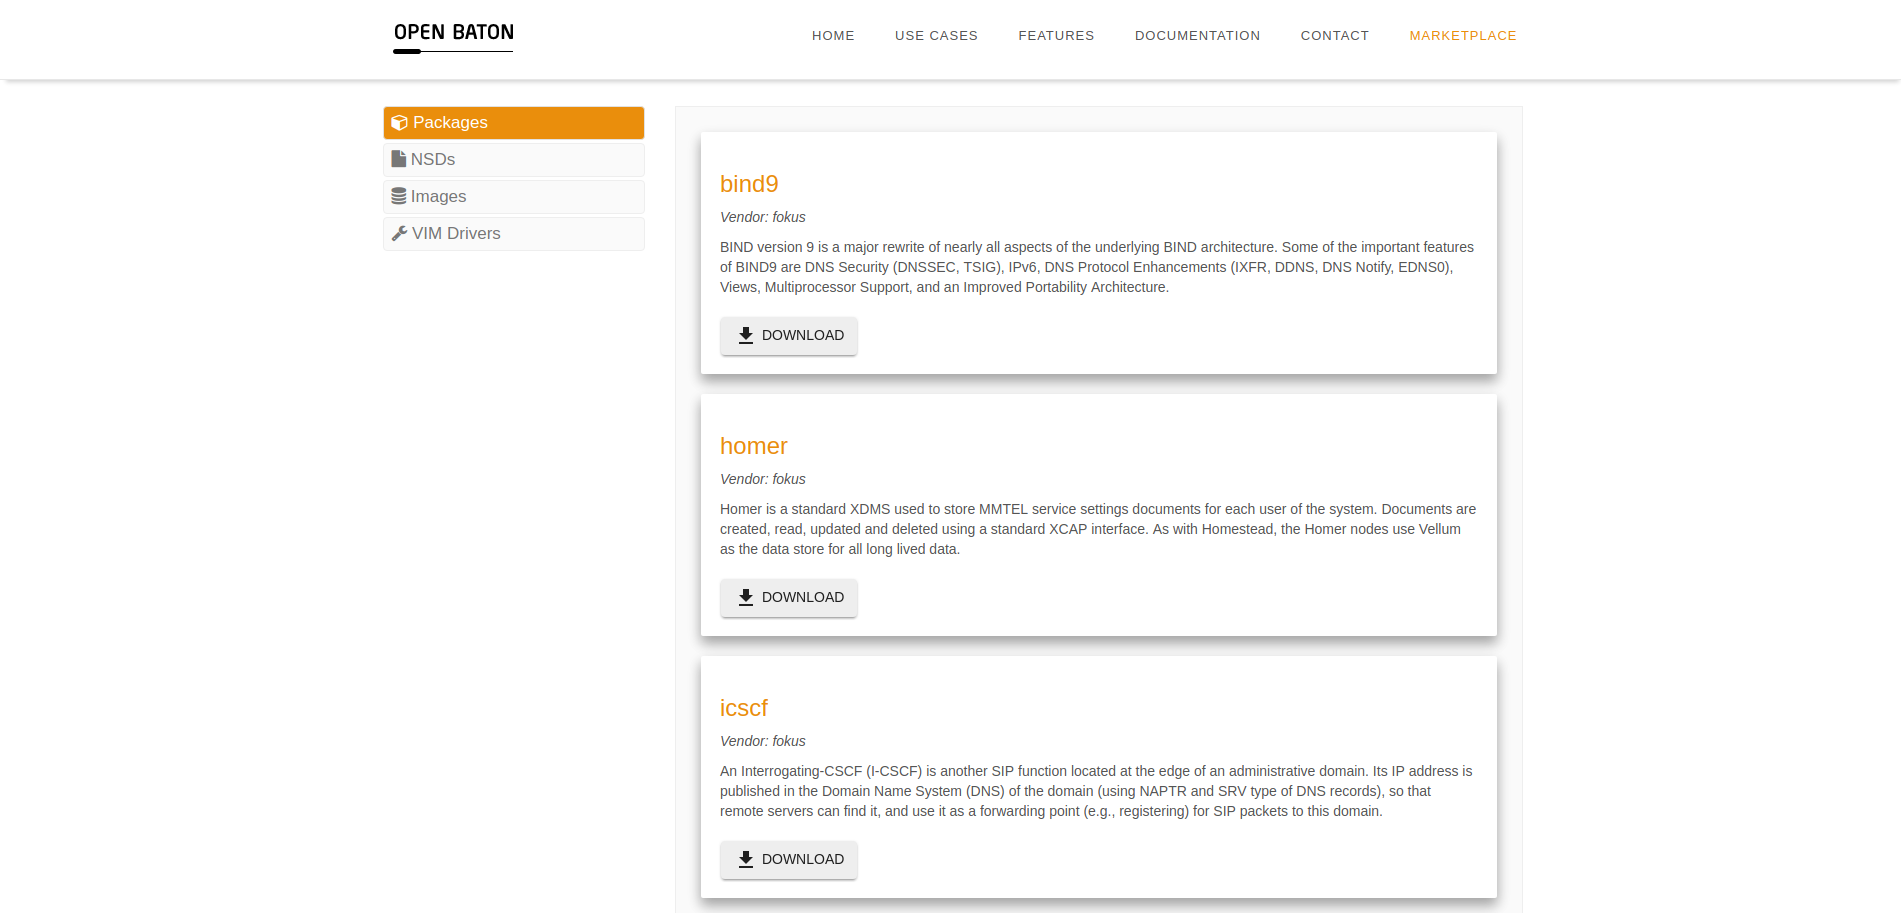 OPEN BATON
HOME USE CASES FEATURES DOCUMENTATION CONTACT MARKETPLACE
Packages
NSDs
Images
VIM Drivers
bind9
Vendor: fokus
BIND version 9 is a major rewrite of nearly all aspects of the underlying BIND architecture. Some of the important features
of BIND9 are DNS Security (DNSSEC, TSIG), IPv6, DNS Protocol Enhancements (IXFR, DDNS, DNS Notify, EDNS0),
Views, Multiprocessor Support, and an Improved Portability Architecture.
DOWNLOAD
homer
Vendor: fokus
Homer is a standard XDMS used to store MMTEL service settings documents for each user of the system. Documents are
created, read, updated and deleted using a standard XCAP interface. As with Homestead, the Homer nodes use Vellum
as the data store for all long lived data.
DOWNLOAD
icscf
Vendor: fokus
An Interrogating-CSCF (I-CSCF) is another SIP function located at the edge of an administrative domain. Its IP address is
published in the Domain Name System (DNS) of the domain (using NAPTR and SRV type of DNS records), so that
remote servers can find it, and use it as a forwarding point (e.g., registering) for SIP packets to this domain.
DOWNLOAD